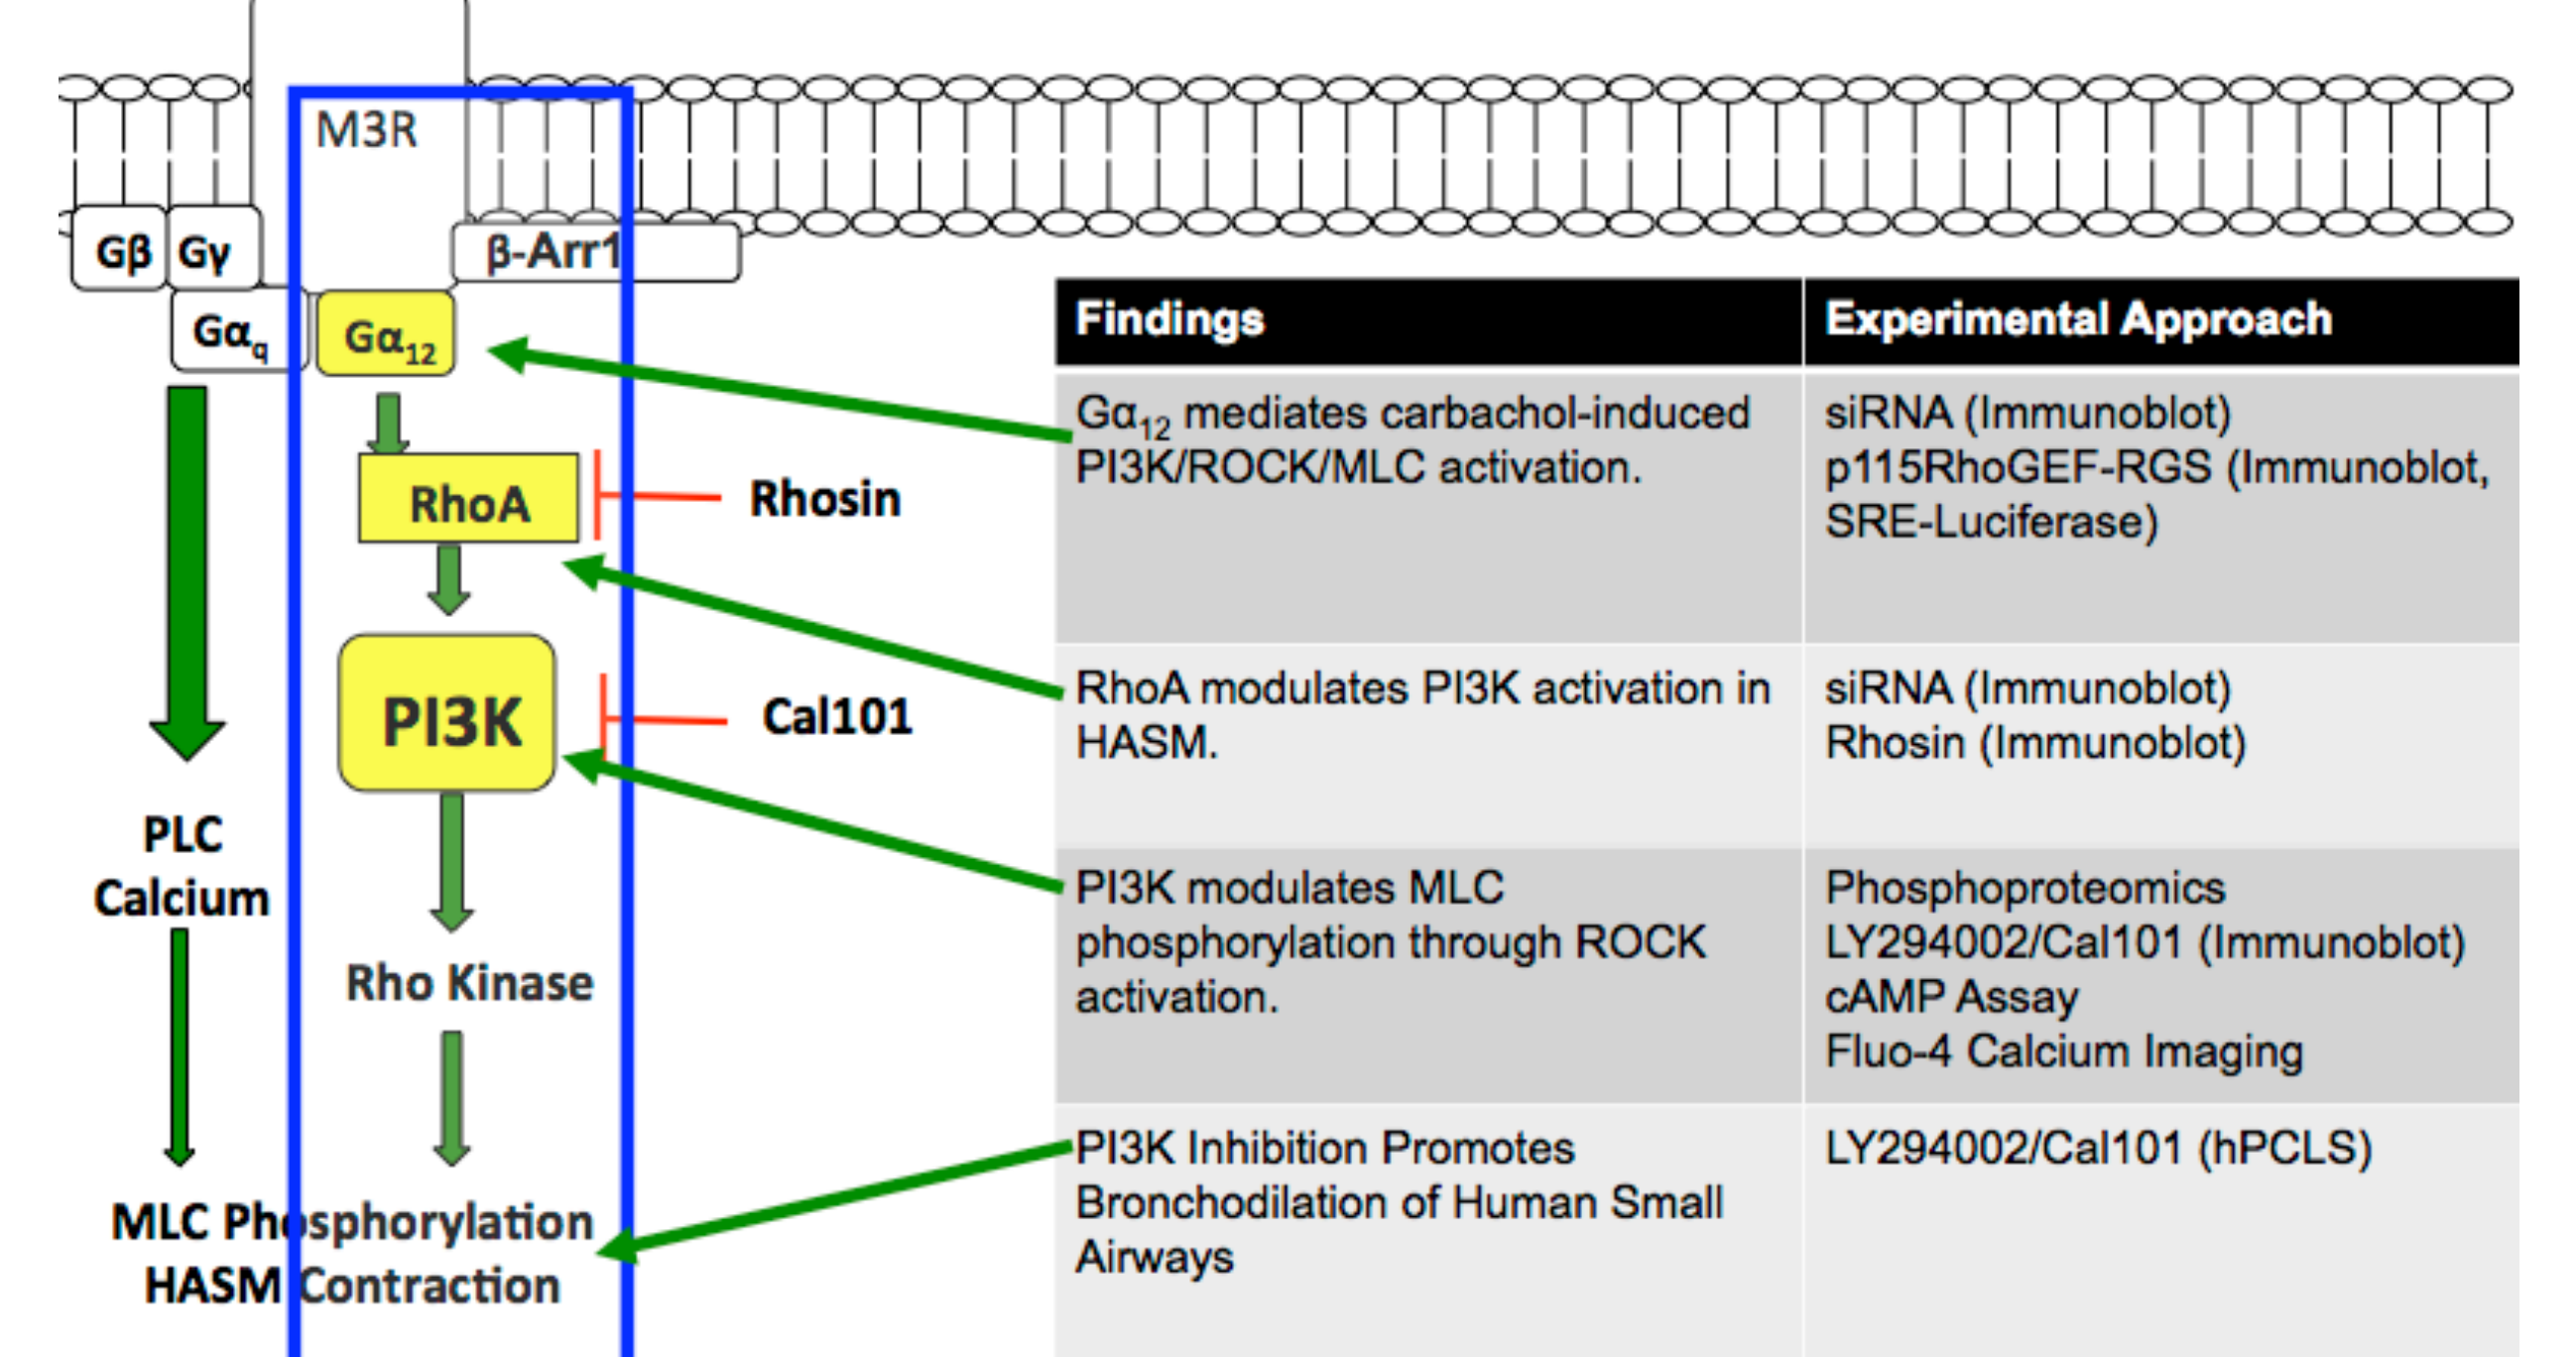 M3R
Gβ
Gγ
β-Arr1
Gαq
Gα12
RhoA
Rhosin
PI3K
Cal101
PLC
Calcium
Rho Kinase
MLC Phosphorylation
HASM Contraction
Findings
Experimental Approach
Gα12 mediates carbachol-induced
PI3K/ROCK/MLC activation.
siRNA (Immunoblot)
p115RhoGEF-RGS (Immunoblot,
SRE-Luciferase)
RhoA modulates PI3K activation in
HASM.
siRNA (Immunoblot)
Rhosin (Immunoblot)
PI3K modulates MLC
phosphorylation through ROCK
activation.
Phosphoproteomics
LY294002/Cal101 (Immunoblot)
cAMP Assay
Fluo-4 Calcium Imaging
PI3K Inhibition Promotes
Bronchodilation of Human Small
Airways
LY294002/Cal101 (hPCLS)